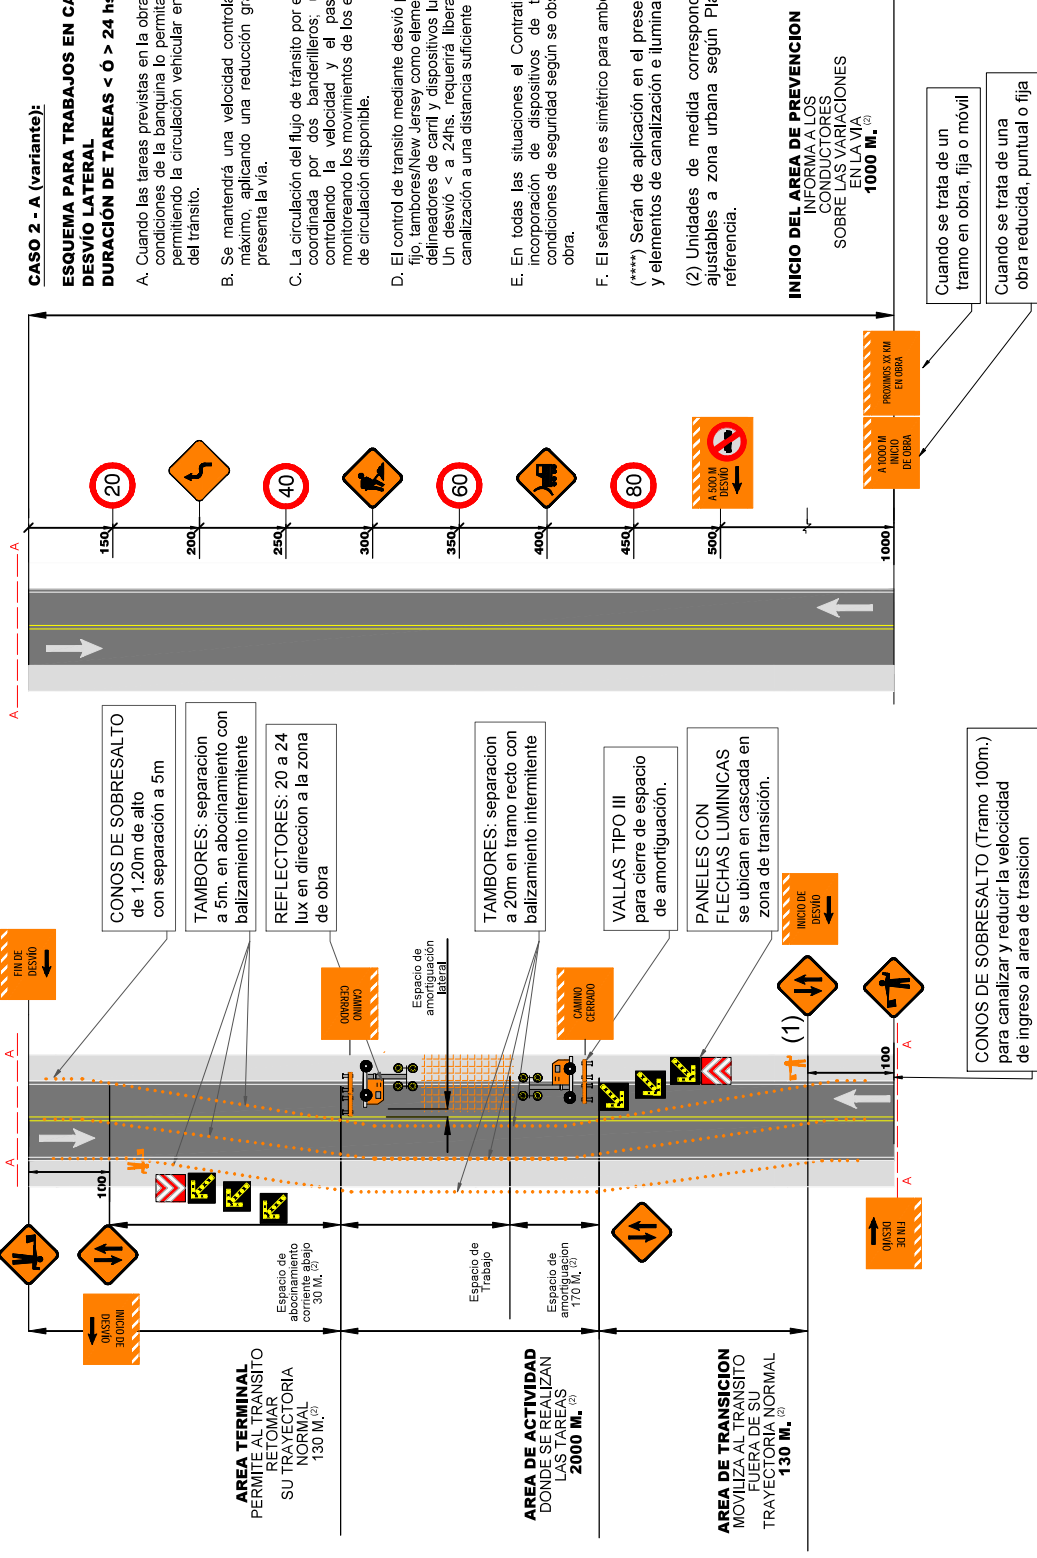 CASO 2 - A (variante):
ESQUEMA PARA TRABAJOS EN CA
DESVÍO LATERAL
DURACIÓN DE TAREAS < Ó > 24 hs
A. Cuando las tareas previstas en la obra
condiciones de la banquina lo permita
permitiendo la circulación vehicular en
del tránsito.
B. Se mantendrá una velocidad controla
máximo, aplicando una reducción gra
presenta la vía.
C. La circulación del flujo de tránsito por e
coordinada por dos banderilleros;
controlando la velocidad y el pas
monitoreando los movimientos de los e
de circulación disponible.
D. El control de transito mediante desvió p
fijo, tambores/New Jersey como eleme
delineadores de carril y dispositivos lu
Un desvió < a 24hs. requerirá libera
canalización a una distancia suficiente
E. En todas las situaciones el Contrati
incorporación de dispositivos de t
condiciones de seguridad según se obs
obra.
F. El señalamiento es simétrico para ambo
(****) Serán de aplicación en el prese
y elementos de canalización e ilumina
(2) Unidades de medida correspono
ajustables a zona urbana según Pla
referencia.
INICIO DEL AREA DE PREVENCION
INFORMA A LOS
CONDUCTORES
SOBRE LAS VARIACIONES
EN LA VÍA
1000 M. (2)
Cuando se trata de un
tramo en obra, fija o móvil
Cuando se trata de una
obra reducida, puntual o fija
PROXIMOS XX KM
EN OBRA
A 1000 M
INICIO
DE OBRA
20
40
60
80
A 500 M
DESVÍO
150
200
250
300
350
400
450
500
1000
A
A
CONOS DE SOBRESALTO
de 1.20m de alto
con separación a 5m
TAMBORES: separacion
a 5m. en abocinamiento con
balizamiento intermitente
REFLECTORES: 20 a 24
lux en direccion a la zona
de obra
TAMBORES: separacion
a 20m en tramo recto con
balizamiento intermitente
VALLAS TIPO III
para cierre de espacio
de amortiguación.
PANELES CON
FLECHAS LUMINICAS
se ubican en cascada en
zona de transición.
CONOS DE SOBRESALTO (Tramo 100m.)
para canalizar y reducir la velocicidad
de ingreso al area de trasicion
FIN DE
DESVÍO
CAMINO
CERRADO
Espacio de
amortiguación
lateral
CAMINO
CERRADO
INICIO DE
DESVÍO
(1)
100
A
A
A
A
100
FIN DE
DESVÍO
INICIO DE
DESVÍO
Espacio de
abocinamiento
corriente abajo
30 M. (2)
Espacio de
Trabajo
Espacio de
amortiguacion
170 M. (2)
AREA TERMINAL
PERMITE AL TRANSITO
RETOMAR
SU TRAYECTORIA
NORMAL
130 M. (2)
AREA DE ACTIVIDAD
DONDE SE REALIZAN
LAS TAREAS
2000 M. (2)
AREA DE TRANSICION
MOVILIZA AL TRANSITO
FUERA DE SU
TRAYECTORIA NORMAL
130 M. (2)